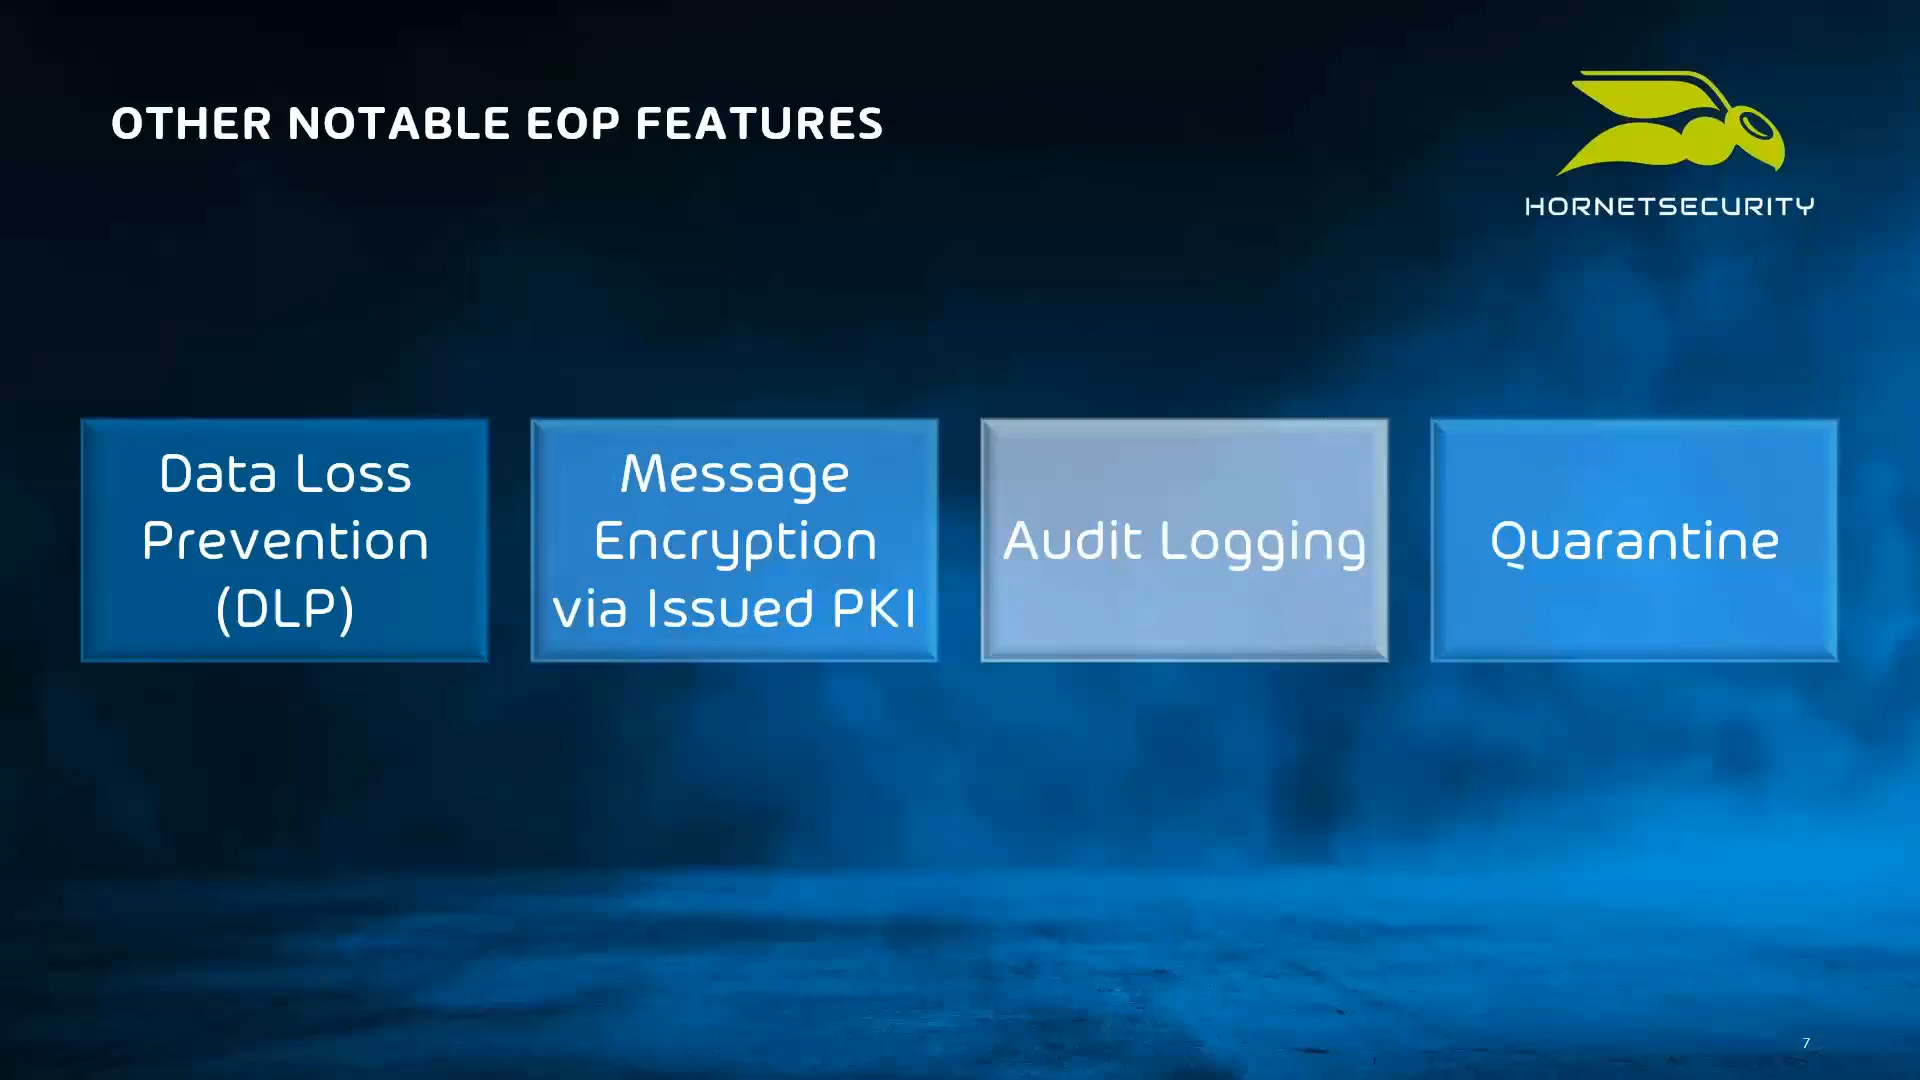 OTHER NOTABLE EOP FEATURES
HORNETSECURITY
Data Loss
Prevention
(DLP)
Message
Encryption
via Issued PKI
Audit Logging
Quarantine
7